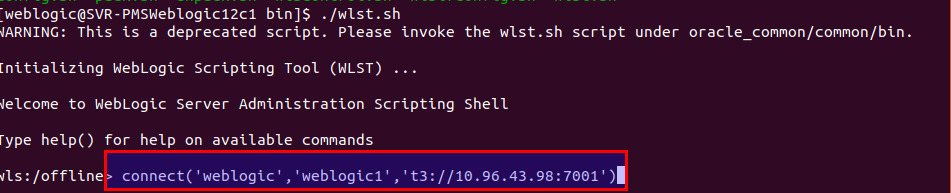 [weblogic@SVR-PMSWeblogic12c1 bin]$ ./wlst.sh
WARNING: This is a deprecated script. Please invoke the wlst.sh script under oracle_common/common/bin.
Initializing WebLogic Scripting Tool (WLST) ...
Welcome to WebLogic Server Administration Scripting Shell
Type help() for help on available commands
wls:/offline> connect('weblogic','weblogic1','t3://10.96.43.98:7001')